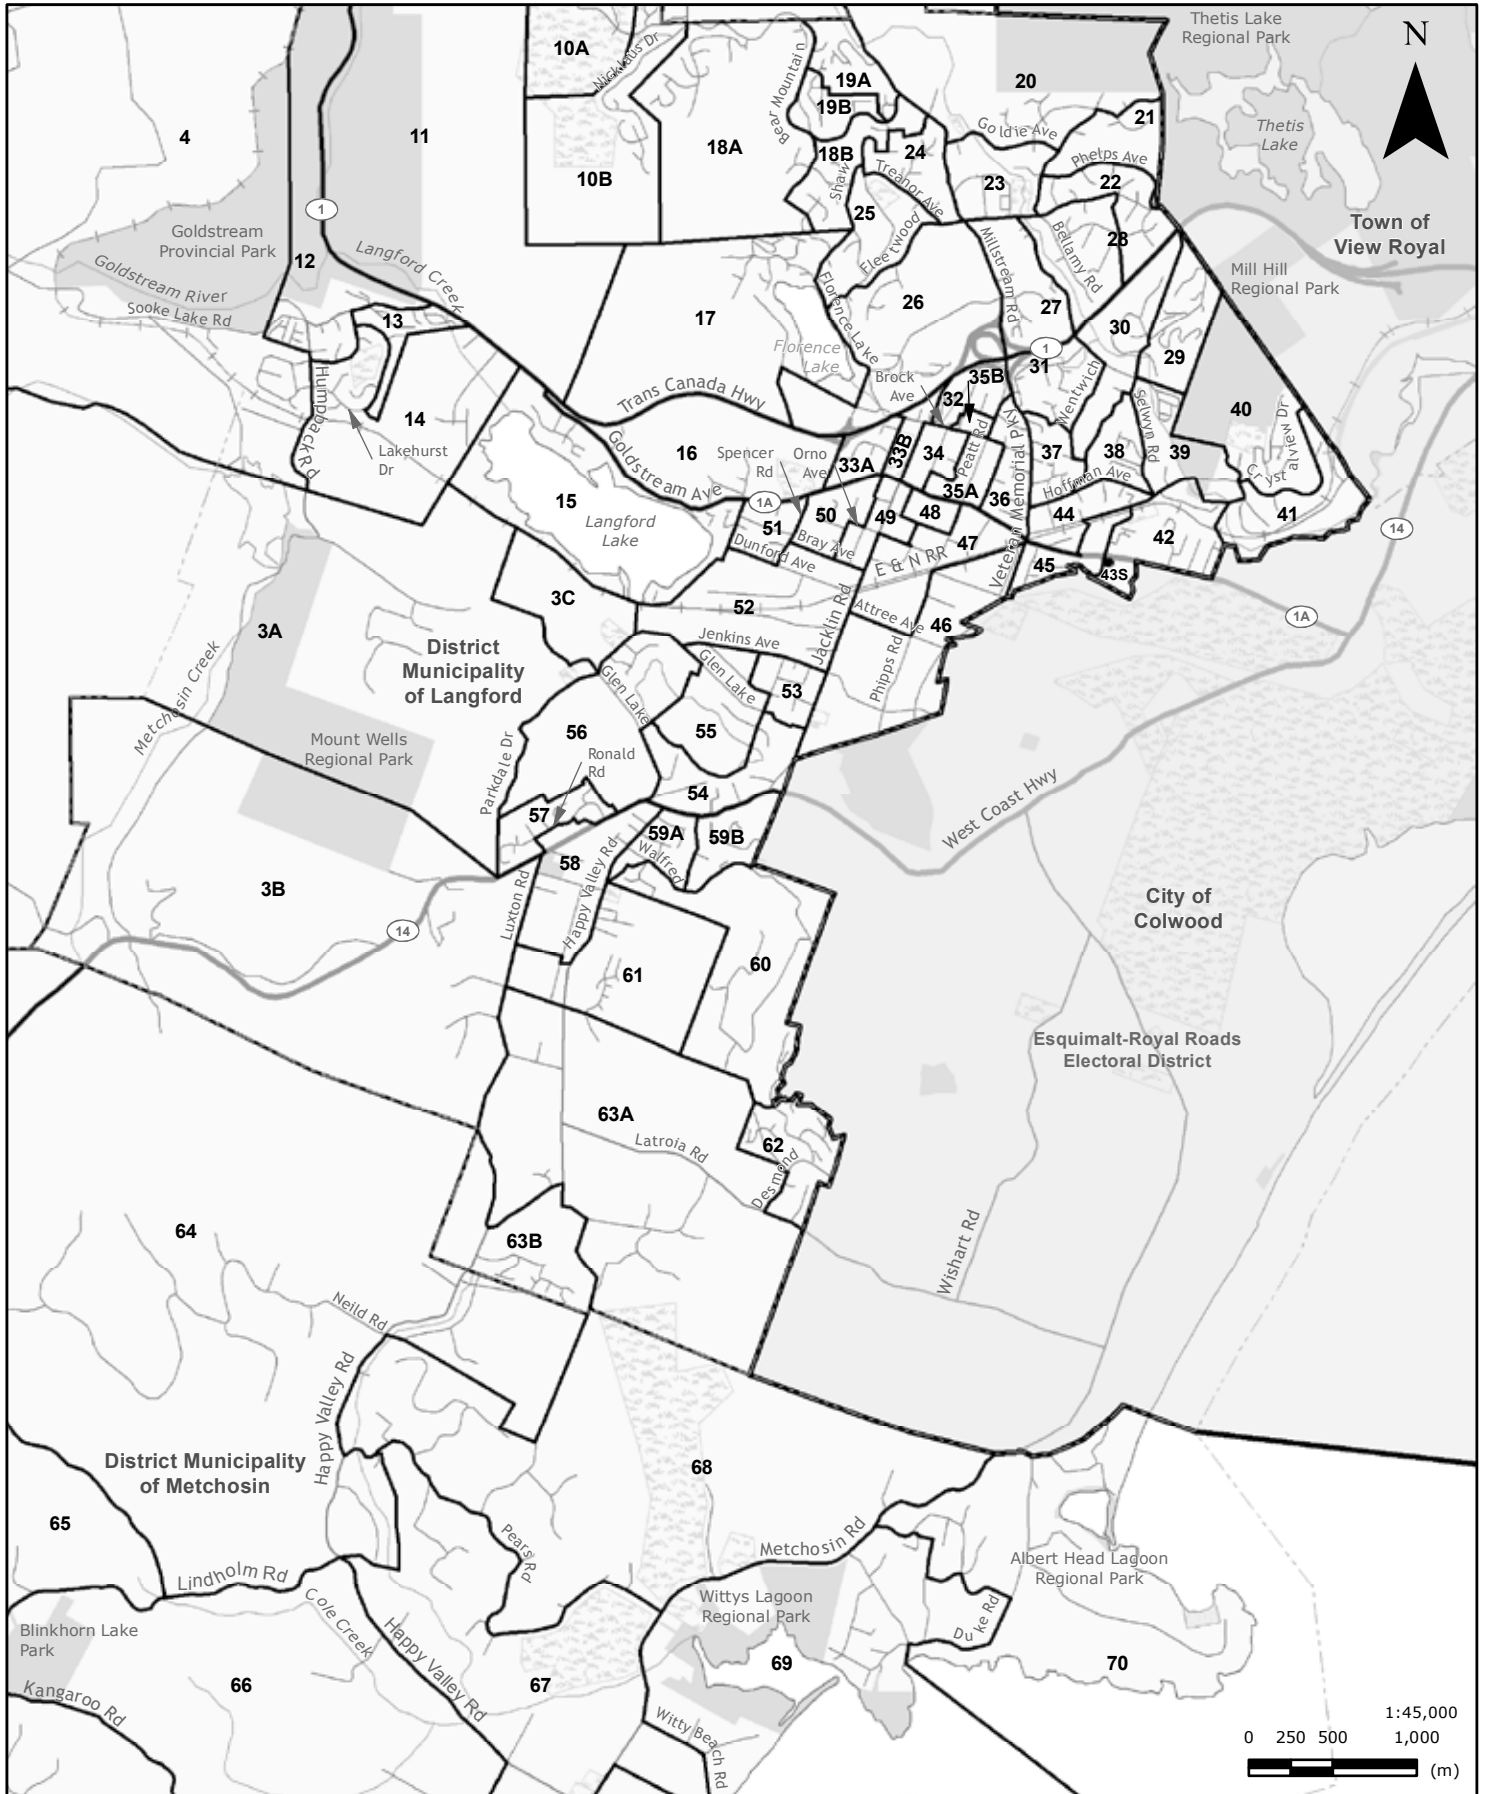 Thetis Lake
Regional Park
N
10A
Nicklaus Dr
Bear Mountain
19A
20
19B
21
4
11
Goldie Ave
Thetis
Lake
18A
18B
24
Phelps Ave
10B
Shaw
Treanor Ave
23
22
1
25
Town of
View Royal
Goldstream
Provincial Park
Langford Creek
Fleetwood
Millstream Rd
Bellamy Rd
28
12
Goldstream River
Mill Hill
Regional Park
Sooke Lake Rd
13
17
Florence Lake
26
27
30
Florence
Lake
1
29
31
Humpback Rd
Trans Canada Hwy
Brock
Ave
35B
32
Wentwich
Selwyn Rd
40
Crystalview Dr
14
Lakehurst
Dr
Goldstream Ave
16
Spencer
Rd
Orno
Ave
33A
33B
34
Peatt Rd
Veteran Memorial Pky
37
38
39
35A
36
Hoffman Ave
15
Langford
Lake
1A
51
50
49
48
44
41
14
Bray Ave
Dunford Ave
47
42
E & N RR
45
43S
3C
52
Jacklin Rd
Attree Ave
46
1A
3A
Jenkins Ave
District
Municipality
of Langford
Metchosin Creek
Glen Lake
Glen Lake
53
Phipps Rd
56
55
Mount Wells
Regional Park
Parkdale Dr
Ronald
Rd
54
57
West Coast Hwy
59A
59B
58
Walfred
3B
Luxton Rd
Happy Valley Rd
City of
Colwood
14
61
60
Esquimalt-Royal Roads
Electoral District
63A
62
Latroia Rd
Desmond
64
63B
Wishart Rd
Neild Rd
Happy Valley Rd
District Municipality
of Metchosin
68
65
Pears Rd
Metchosin Rd
Albert Head Lagoon
Regional Park
Lindholm Rd
Cole Creek
Wittys Lagoon
Regional Park
Duke Rd
Blinkhorn Lake
Park
Happy Valley Rd
69
70
66
67
Kangaroo Rd
Witty Beach Rd
1:45,000
0 250 500 1,000
(m)